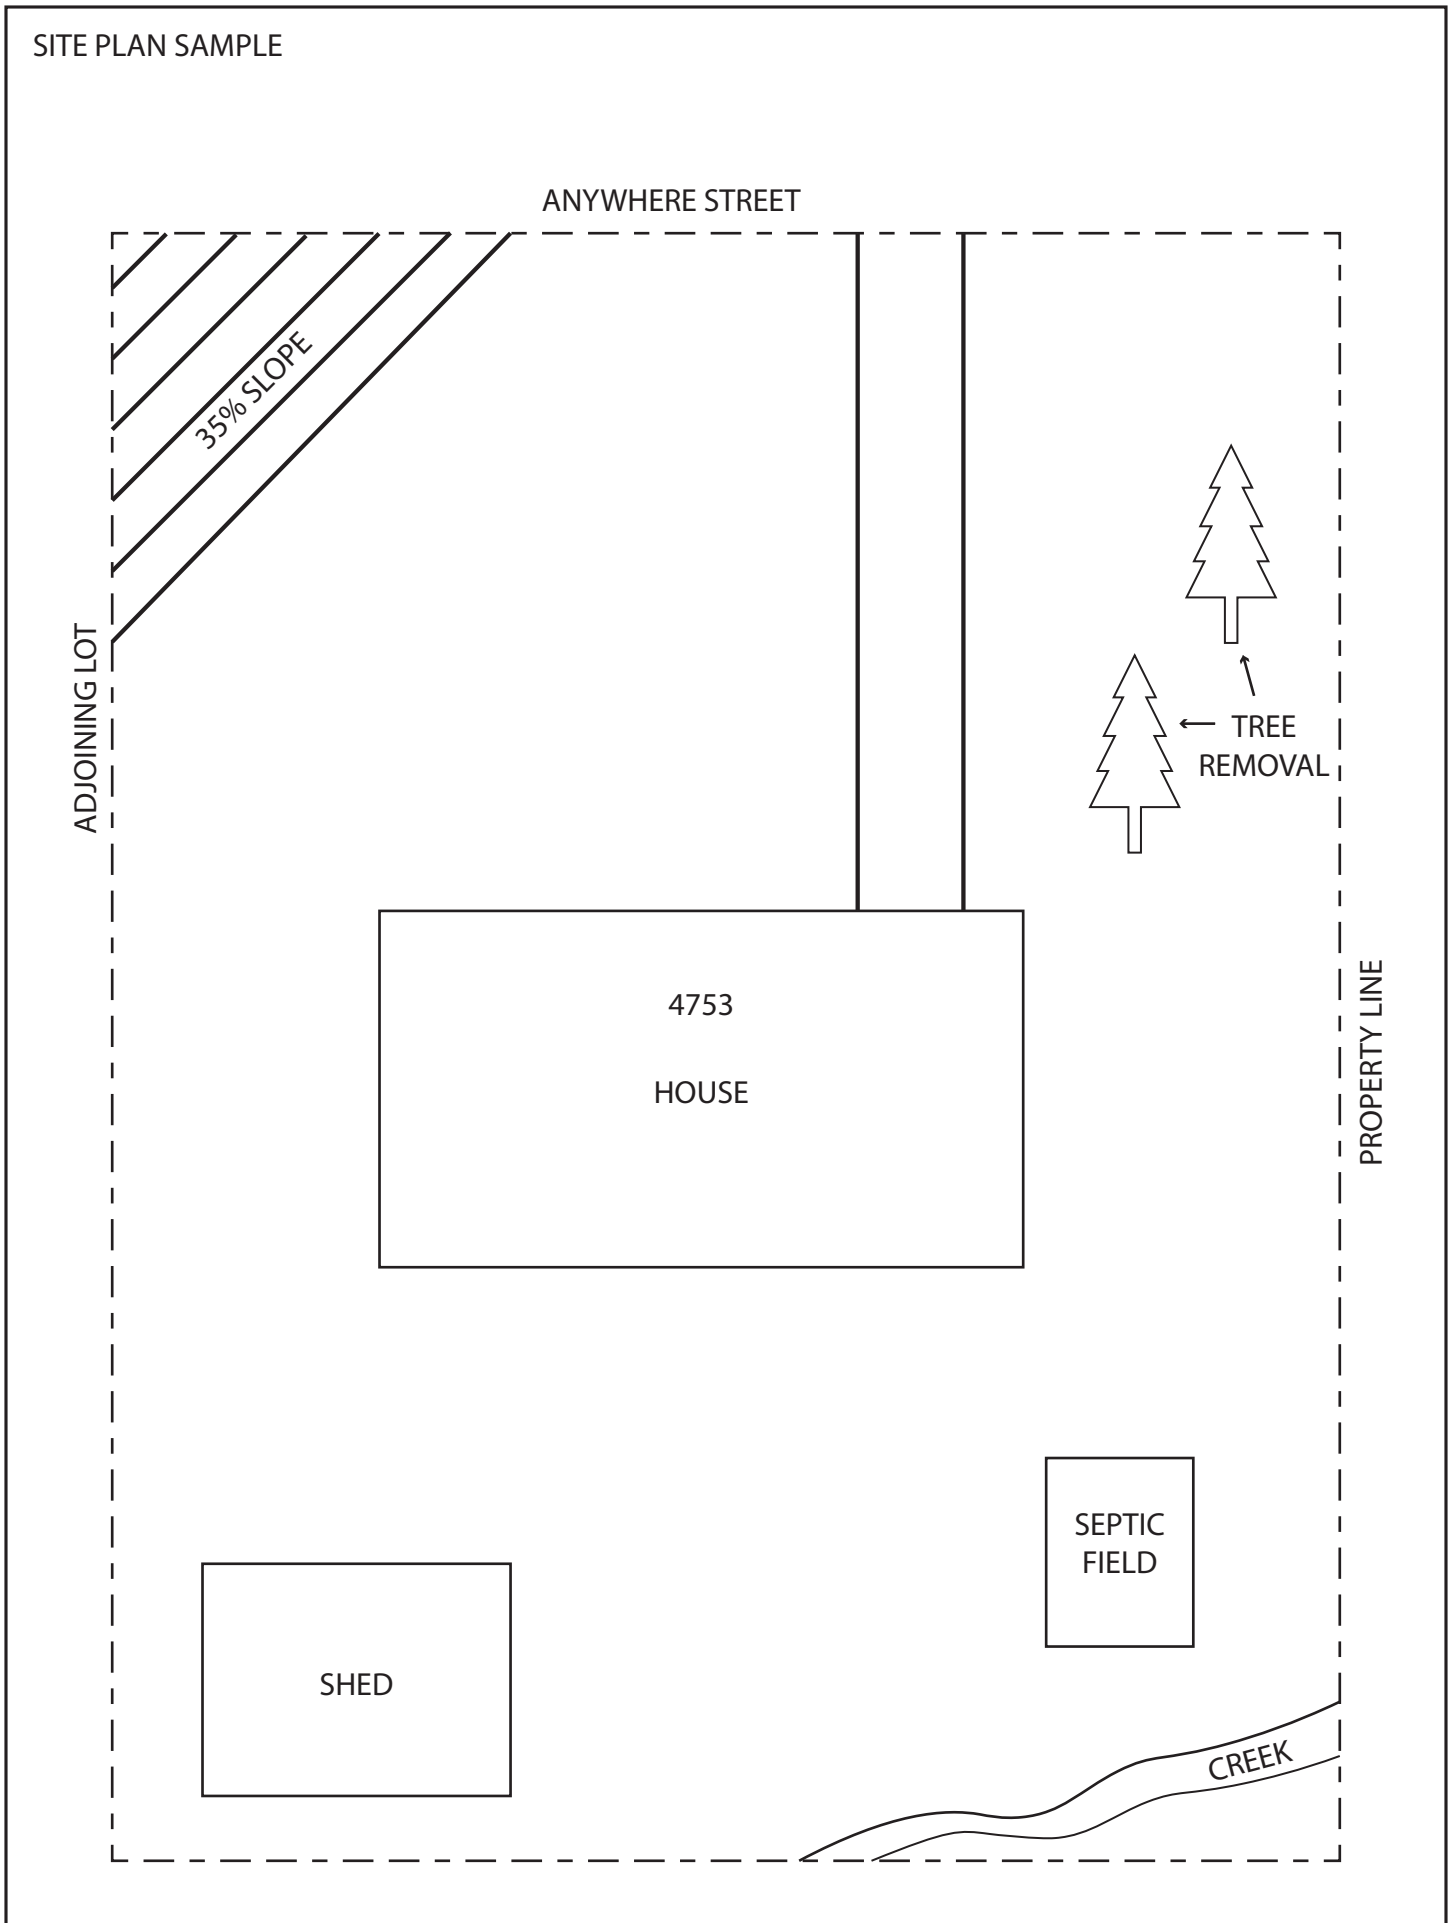 SITE PLAN SAMPLE
ANYWHERE STREET
35% SLOPE
ADJOINING LOT
TREE
REMOVAL
4753
HOUSE
PROPERTY LINE
SEPTIC
FIELD
SHED
CREEK